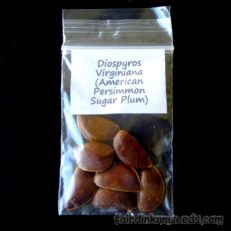 Diospyros
Virginiana
(American
Persimmon
Sugar Plum)
fairdinkumseeds.com